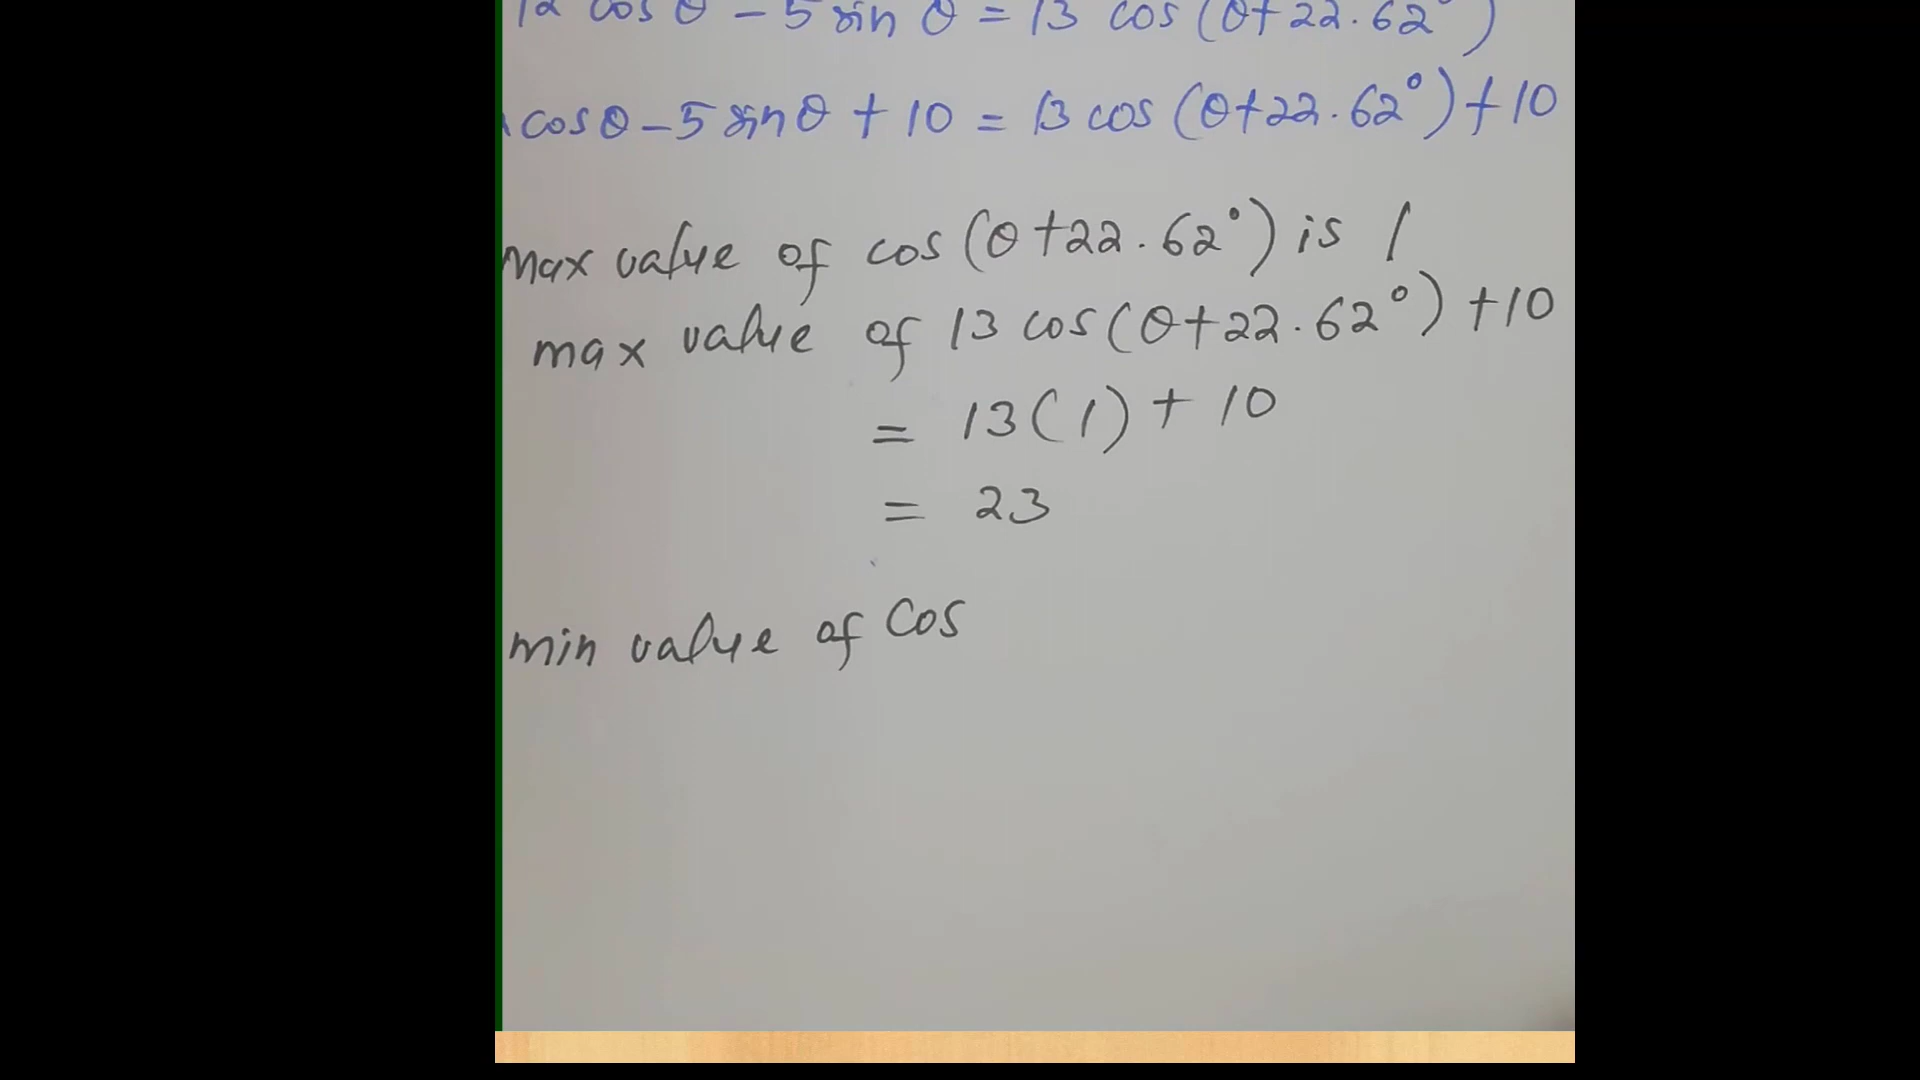 12 cos θ - 5 sin θ = 13 cos (θ+22.62°)
cos θ - 5 sin θ + 10 = 13 cos (θ+22.62°) + 10
max value of cos (θ+22.62°) is 1
max value of 13 cos (θ+22.62°) + 10
= 13 (1) + 10
= 23
min value of Cos